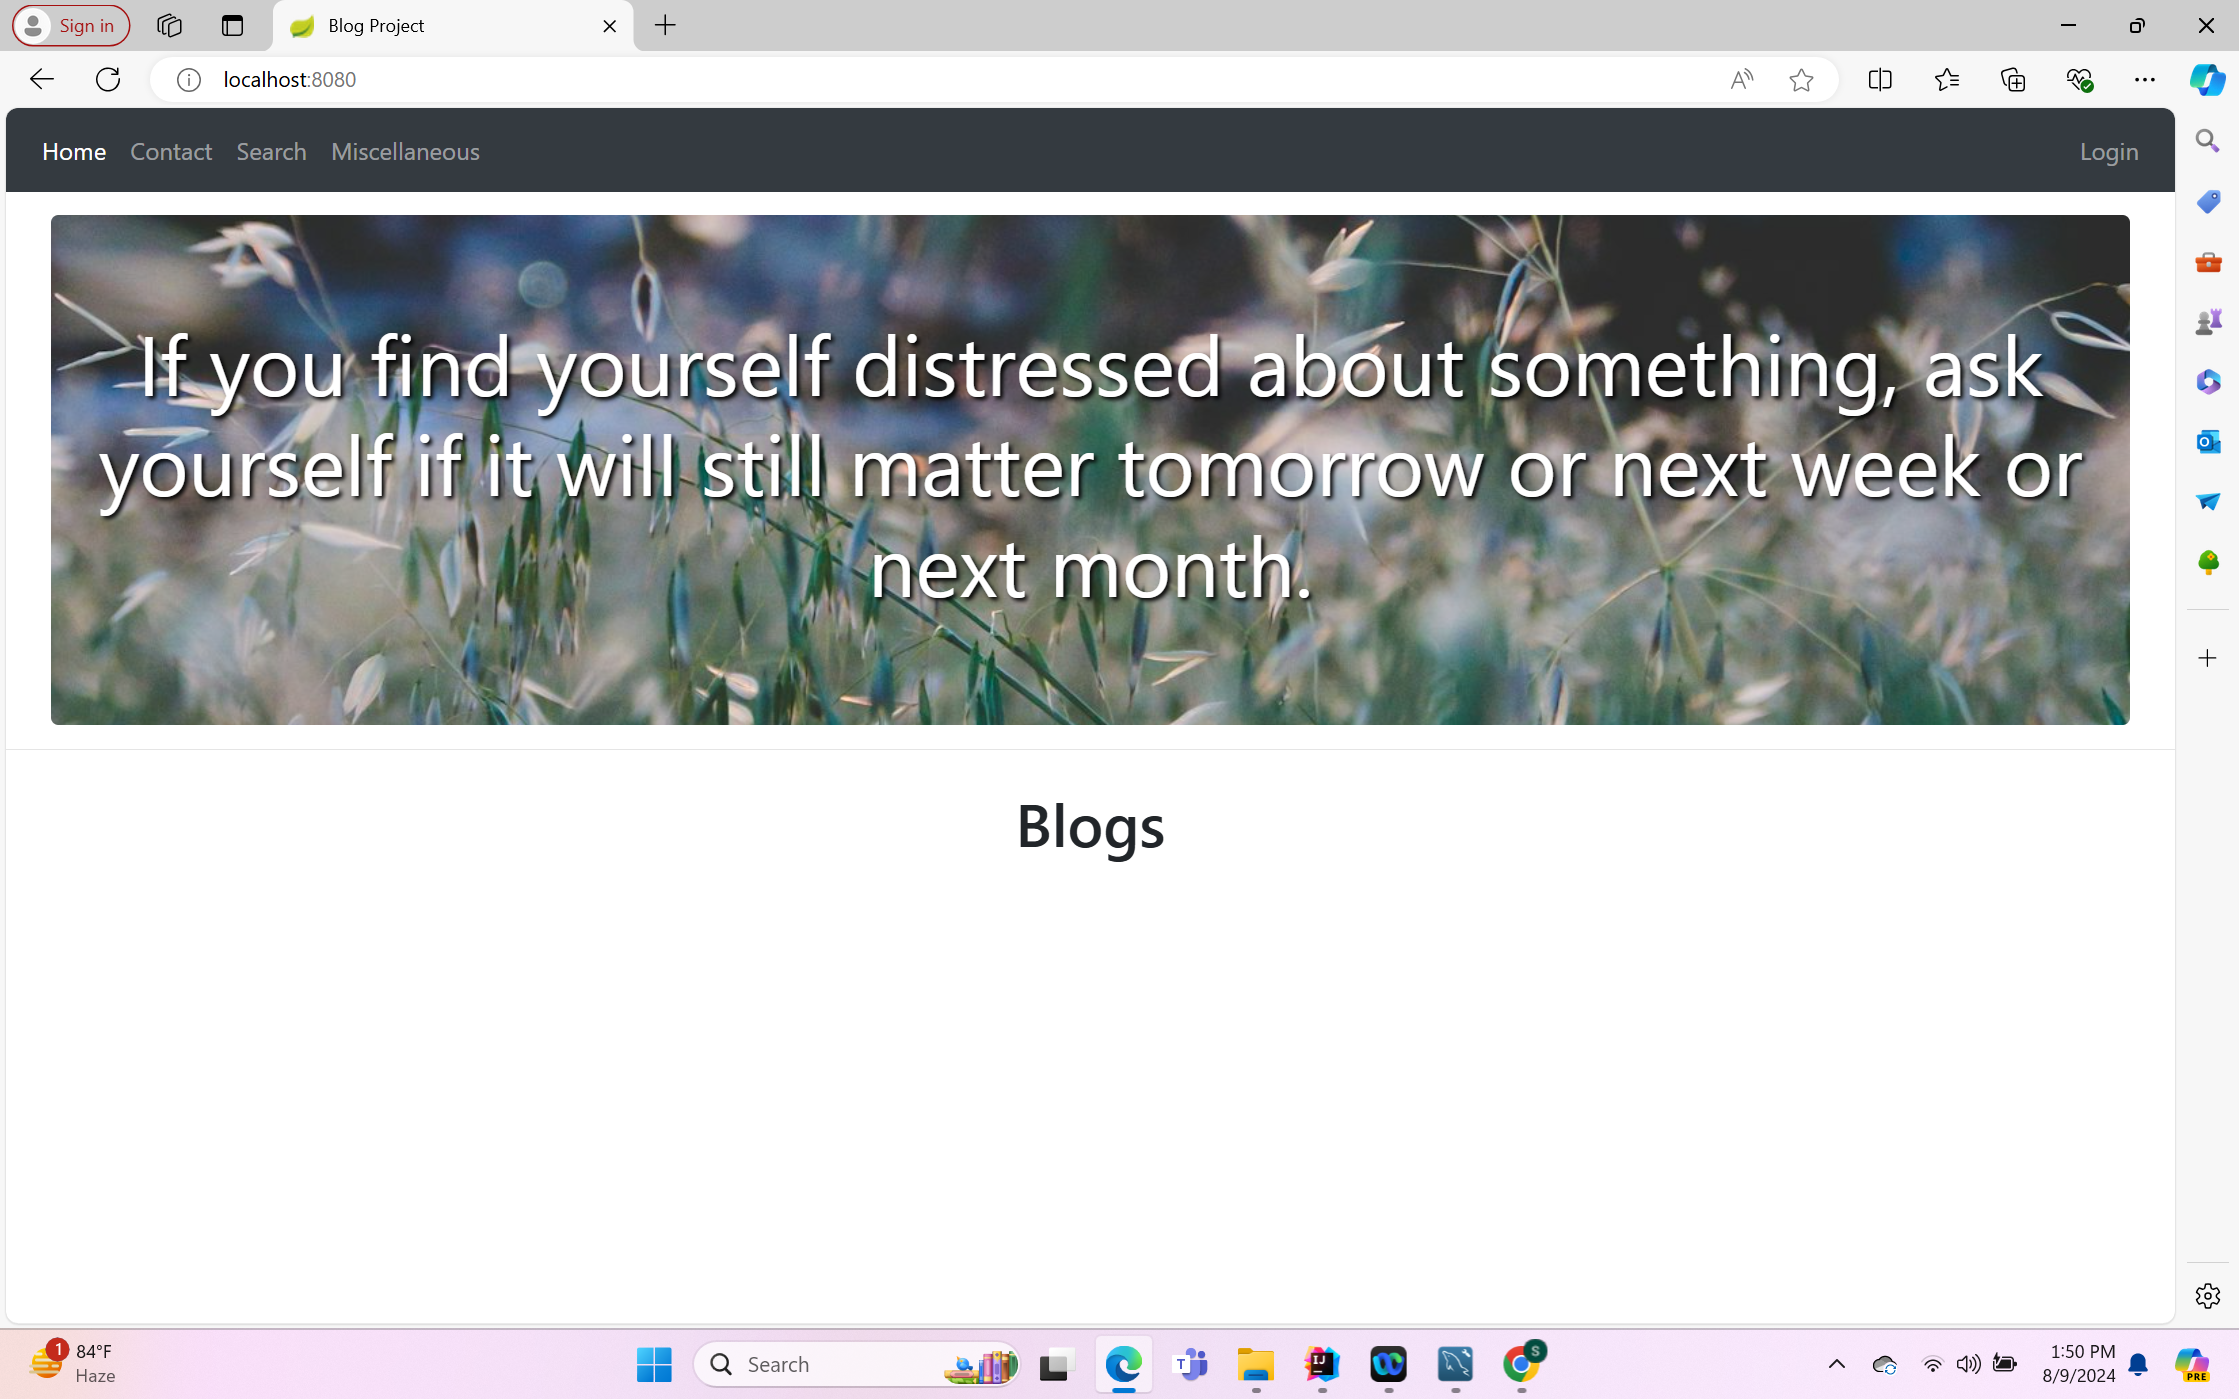 Sign in
Blog Project
localhost:8080
Home Contact Search Miscellaneous Login
If you find yourself distressed about something, ask
yourself if it will still matter tomorrow or next week or
next month.
Blogs
1
84°F
Haze
Search
T
IJ
S
1:50 PM
8/9/2024
PRE